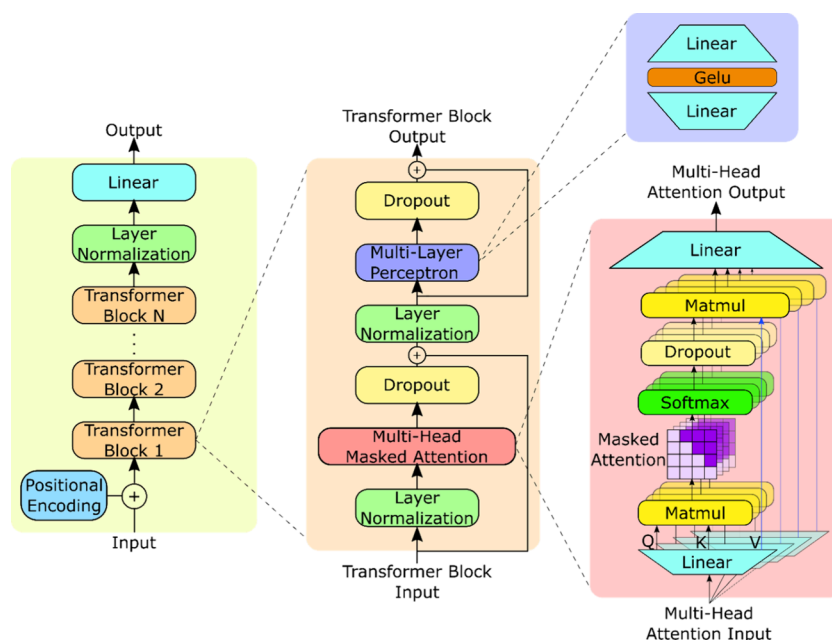 Output
Linear
Layer
Normalization
Transformer
Block N
Transformer
Block 2
Transformer
Block 1
Positional
Encoding
+
Input
Transformer Block
Output
+
Dropout
Multi-Layer
Perceptron
Layer
Normalization
+
Dropout
Multi-Head
Masked Attention
Layer
Normalization
Transformer Block
Input
Linear
Gelu
Linear
Multi-Head
Attention Output
Linear
Matmul
Dropout
Softmax
Masked
Attention
Matmul
Q K V
Linear
Multi-Head
Attention Input